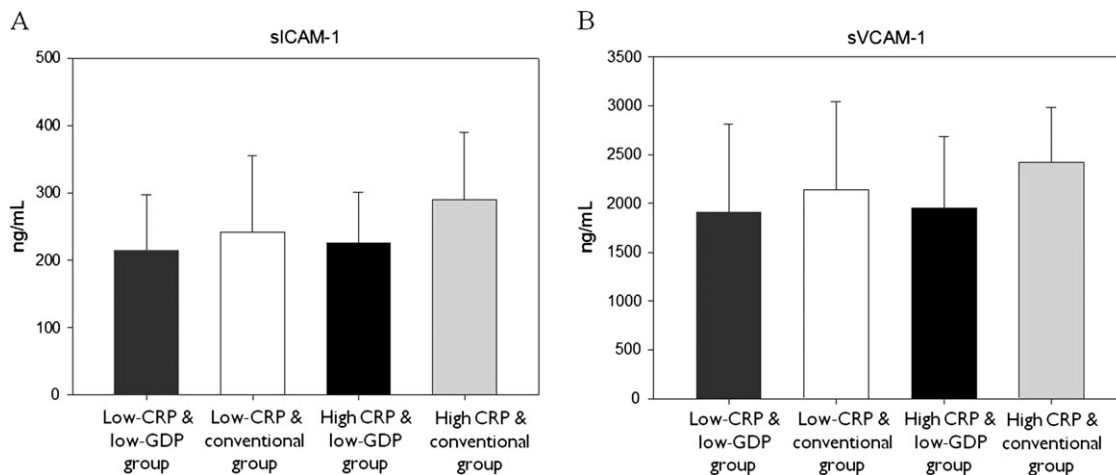 A
sICAM-1
500
400
300
200
100
0
ng/mL
Low-CRP &
low-GDP
group
Low-CRP &
conventional
group
High CRP &
low-GDP
group
High CRP &
conventional
group
B
sVCAM-1
3500
3000
2500
2000
1500
1000
500
0
ng/mL
Low-CRP &
low-GDP
group
Low-CRP &
conventional
group
High CRP &
low-GDP
group
High CRP &
conventional
group